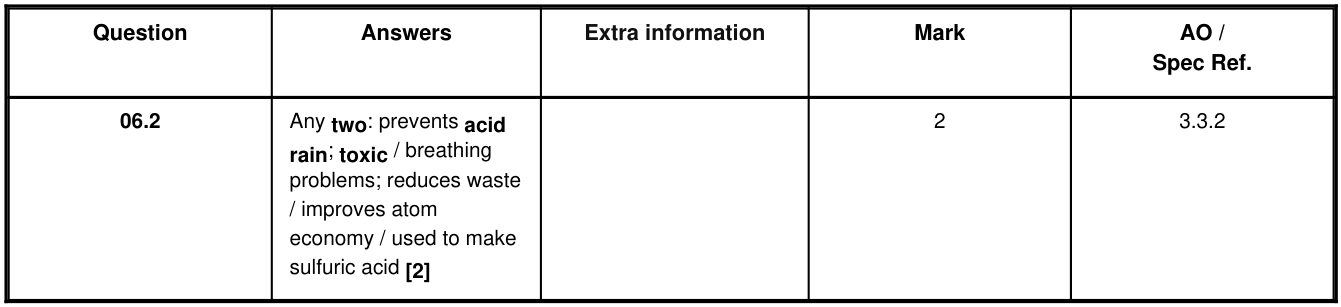 Question Answers Extra information Mark AO /
Spec Ref.
06.2 Any two: prevents acid 2 3.3.2
rain; toxic / breathing
problems; reduces waste
/ improves atom
economy / used to make
sulfuric acid [2]